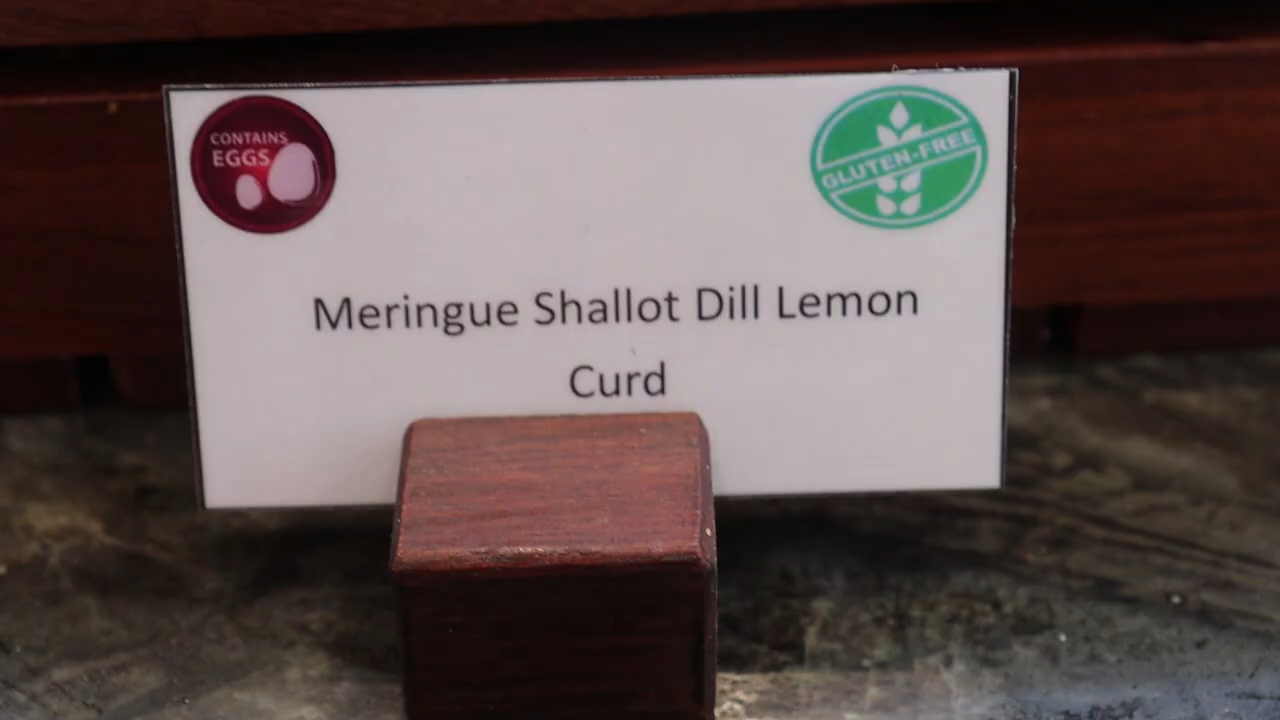 CONTAINS
EGGS
GLUTEN-FREE
Meringue Shallot Dill Lemon
Curd